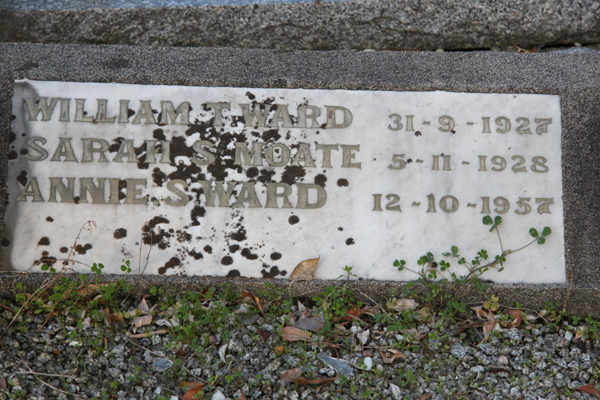 WILLIAM T. WARD 31-9-1927
SARAH S. MOATE 5-11-1928
ANNIE S. WARD 12-10-1957